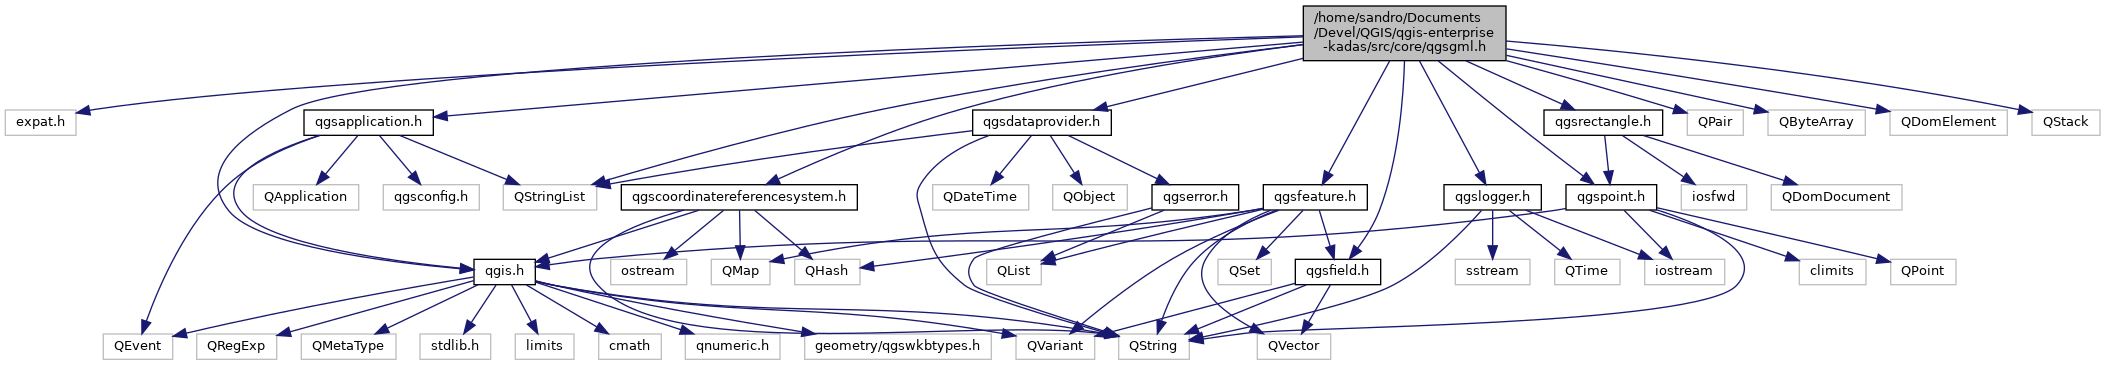 /home/sandro/Documents
/Devel/QGIS/qgis-enterprise
-kadas/src/core/qgsgml.h
expat.h
qgsapplication.h
qgsdataprovider.h
qgsrectangle.h
QPair
QByteArray
QDomElement
QStack
QApplication
qgsconfig.h
QStringList
qgscoordinatereferencesystem.h
QDateTime
QObject
qgserror.h
qgsfeature.h
qgslogger.h
qgspoint.h
iosfwd
QDomDocument
qgis.h
ostream
QMap
QHash
QList
QSet
qgsfield.h
sstream
QTime
iostream
climits
QPoint
QEvent
QRegExp
QMetaType
stdlib.h
limits
cmath
qnumeric.h
geometry/qgswkbtypes.h
QVariant
QString
QVector